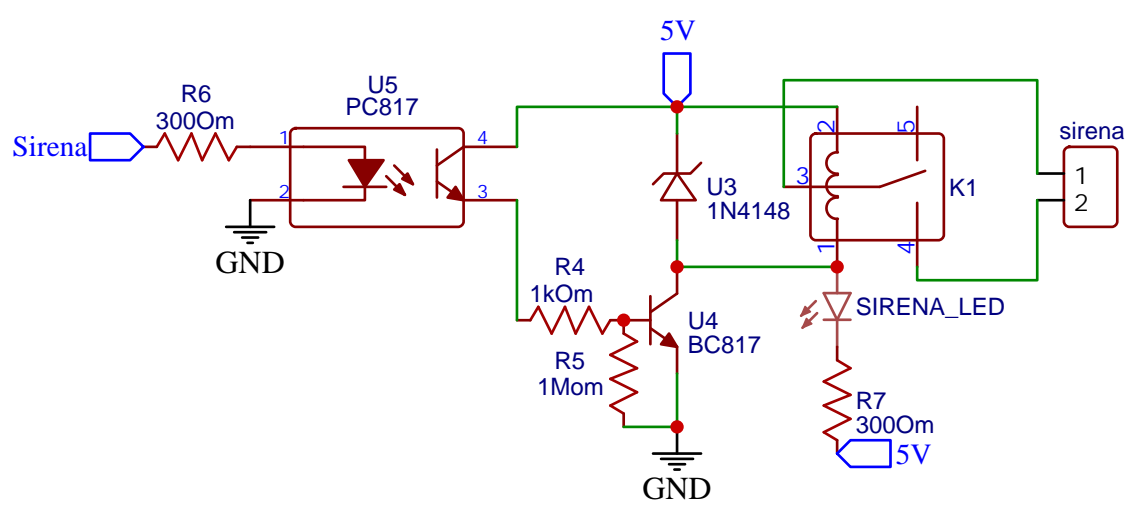 5V
R6
300Om
U5
PC817
Sirena
1
2
4
3
GND
U3
1N4148
2
5
3
1
4
K1
sirena
1
2
R4
1kOm
R5
1Mom
U4
BC817
GND
SIRENA_LED
R7
300Om
5V